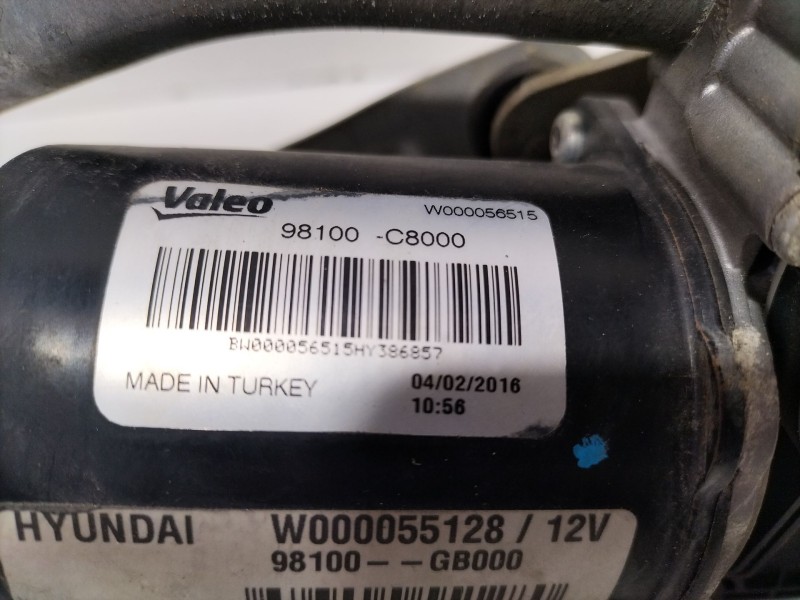 Valeo W000056515
98100 -C8000
BW000056515HY386857
MADE IN TURKEY 04/02/2016
10:56
HYUNDAI W000055128 / 12V
98100 - - GB000